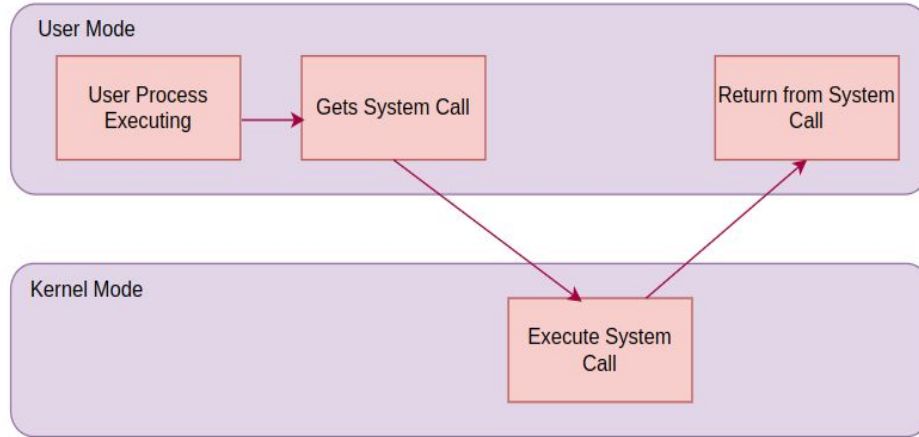 User Mode
User Process
Executing
Gets System Call
Return from System
Call
Kernel Mode
Execute System
Call